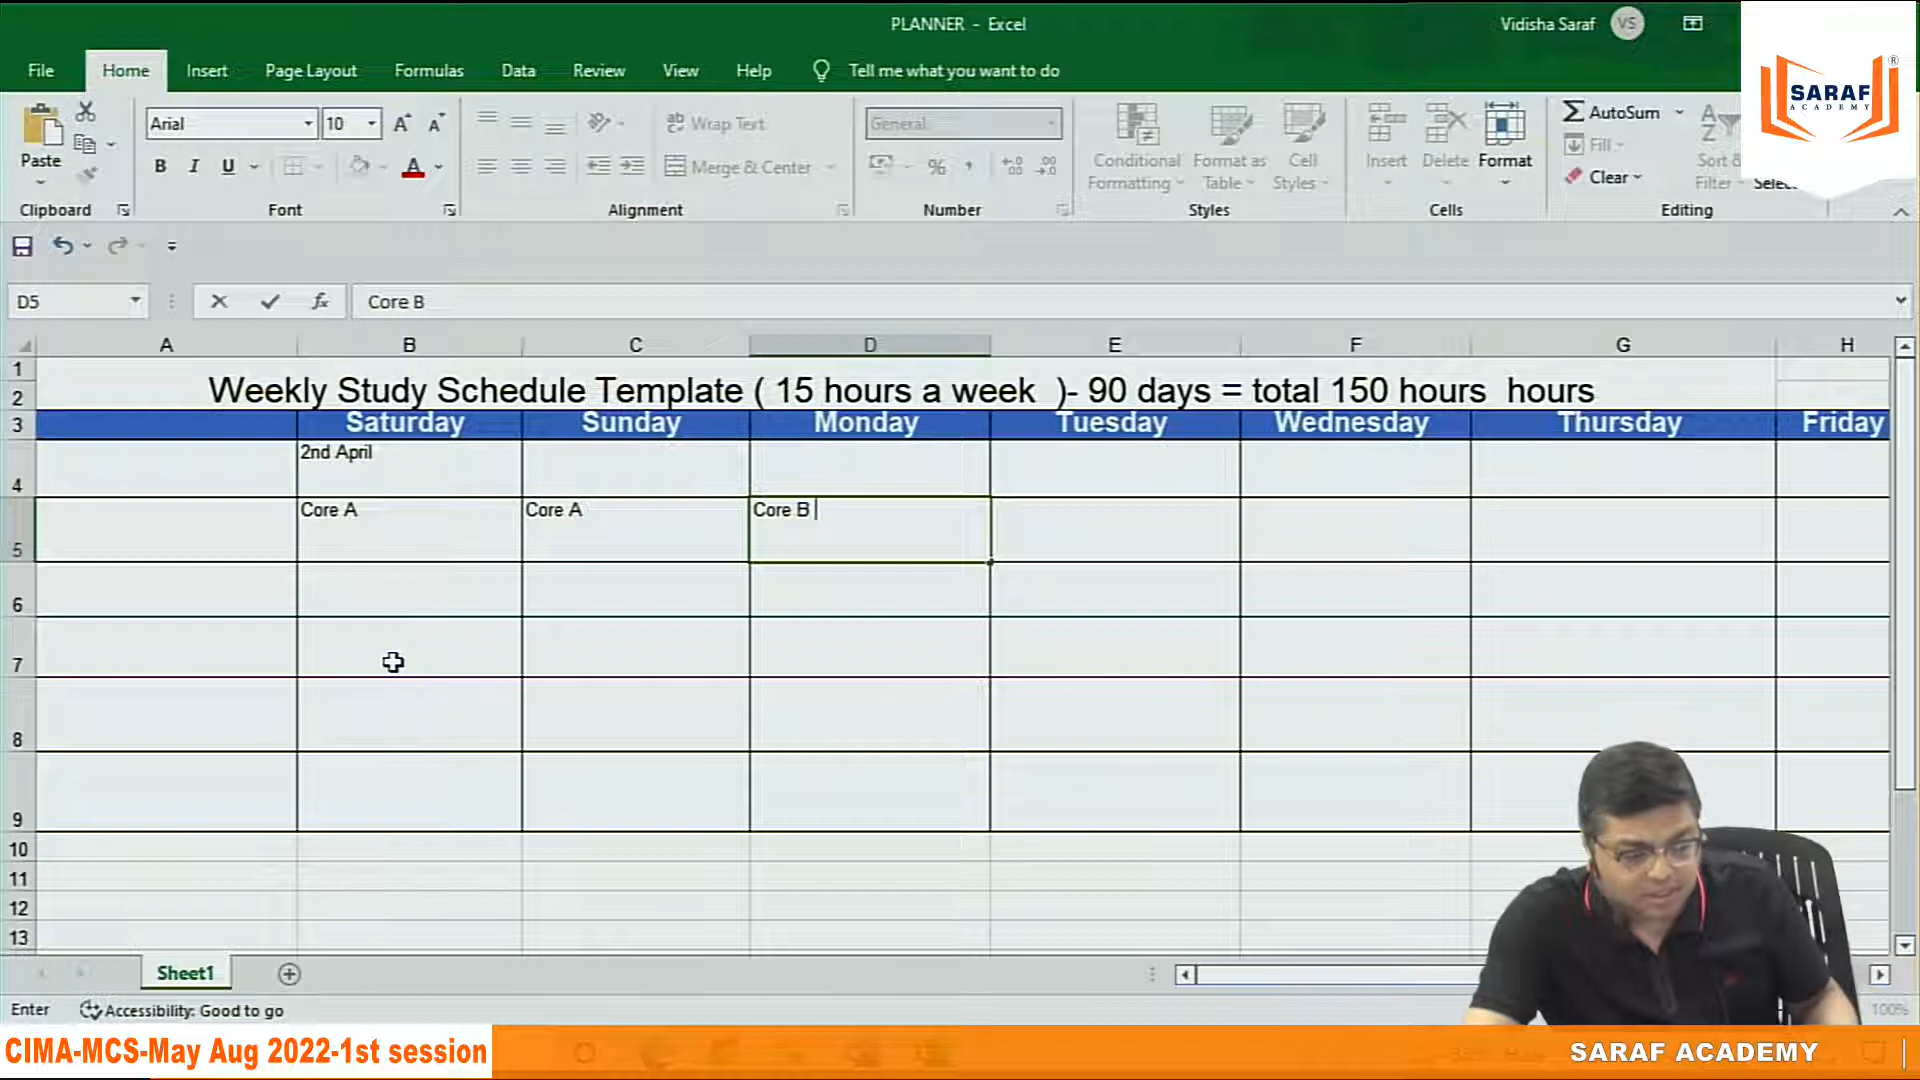 PLANNER - Excel
Vidisha Saraf VS
SARAF
ACADEMY
®
File Home Insert Page Layout Formulas Data Review View Help Tell me what you want to do
Arial 10
Wrap Text
General
AutoSum
Paste
Conditional Formatting
Format as Table
Cell Styles
Insert Delete Format
Fill
Clear
Sort &
Filter
Merge & Center
B I U
Clipboard Font Alignment Number Styles Cells Editing
D5 fx Core B
A B C D E F G H
1
2 Weekly Study Schedule Template ( 15 hours a week )- 90 days = total 150 hours hours
3 Saturday Sunday Monday Tuesday Wednesday Thursday Friday
4 2nd April
5 Core A Core A Core B
6
7
8
9
10
11
12
13
Sheet1
Enter Accessibility: Good to go 100%
CIMA-MCS-May Aug 2022-1st session SARAF ACADEMY